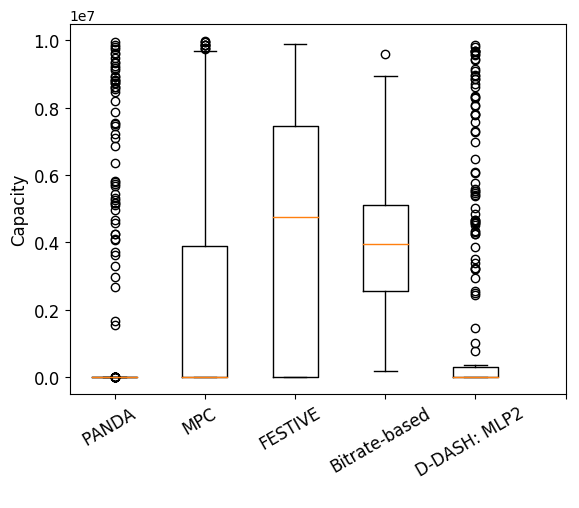 1e7
1.0
0.8
0.6
0.4
0.2
0.0
Capacity
PANDA
MPC
FESTIVE
Bitrate-based
D-DASH: MLP2